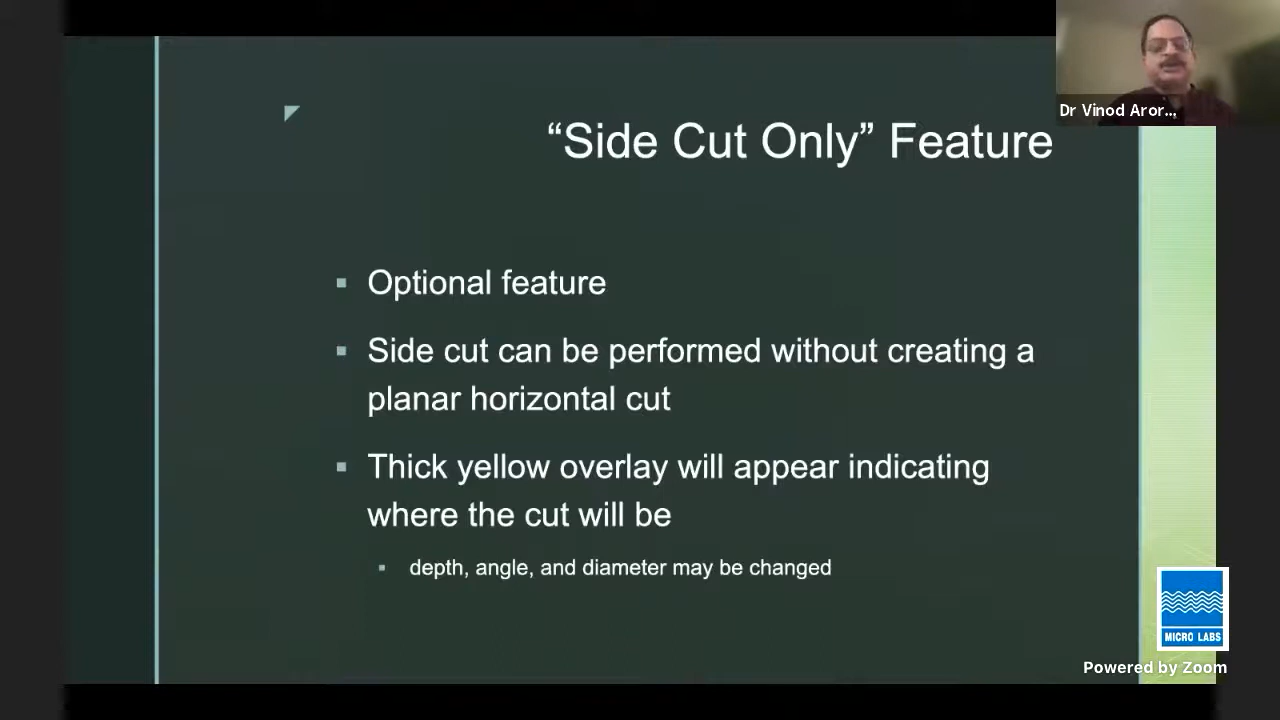 Dr Vinod Aror...
“Side Cut Only” Feature
Optional feature
Side cut can be performed without creating a
planar horizontal cut
Thick yellow overlay will appear indicating
where the cut will be
depth, angle, and diameter may be changed
MICRO LABS
Powered by Zoom